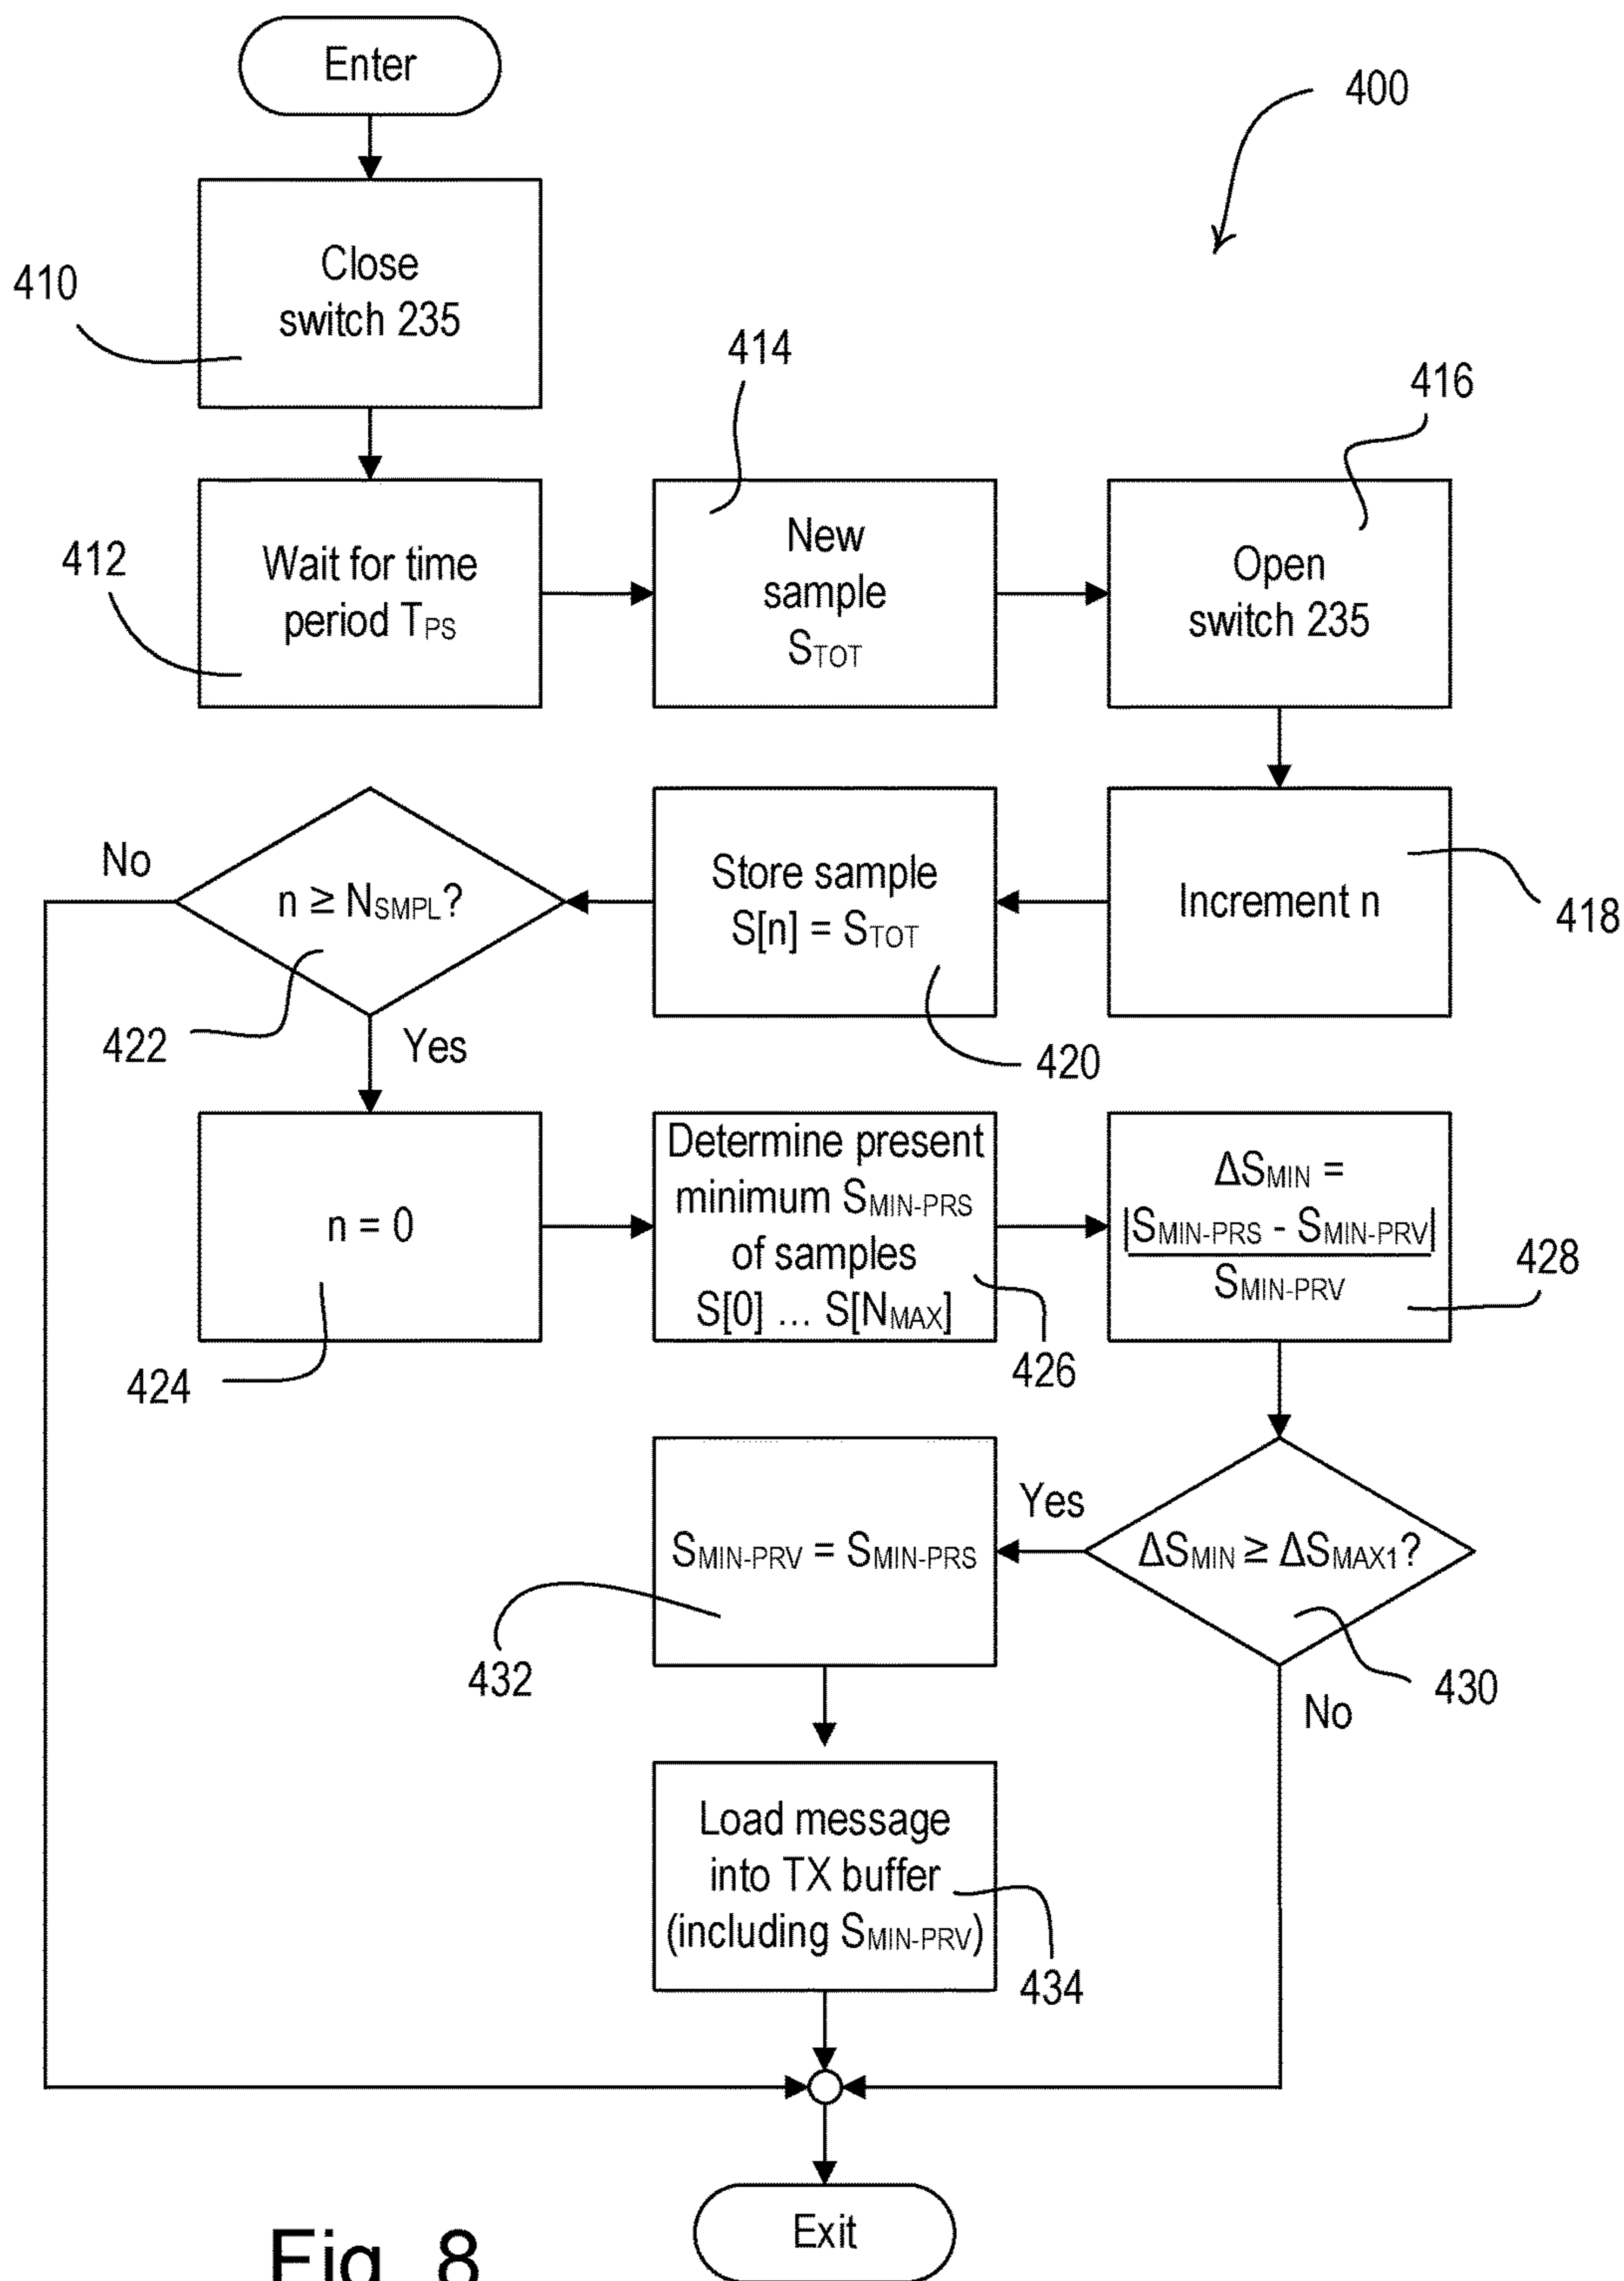 Enter
400
Close
switch 235
410
414
416
412
Wait for time
period TPS
New
sample
STOT
Open
switch 235
No
n ≥ NSMPL?
Store sample
S[n] = STOT
Increment n
418
422
Yes
420
n = 0
Determine present
minimum SMIN-PRS
of samples
S[0] ... S[NMAX]
ΔSMIN =
|SMIN-PRS - SMIN-PRV|
SMIN-PRV
428
424
426
SMIN-PRV = SMIN-PRS
Yes
ΔSMIN ≥ ΔSMAX1?
432
430
No
Load message
into TX buffer
(including SMIN-PRV)
434
Exit
Fig. 8